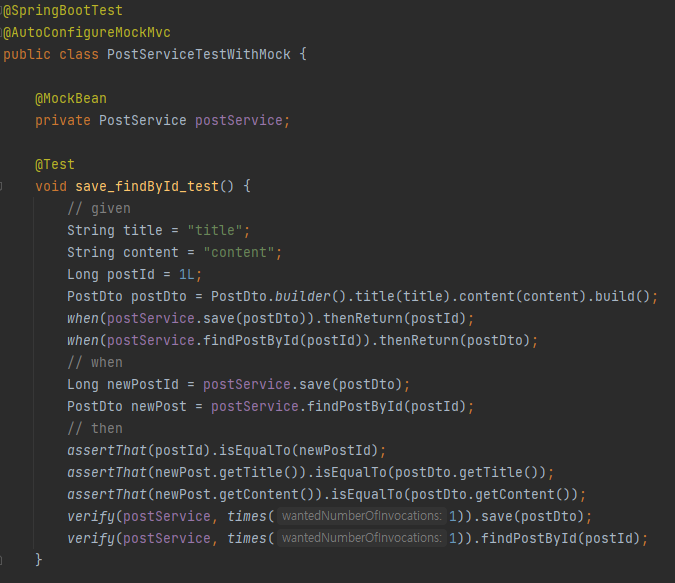 @SpringBootTest
@AutoConfigureMockMvc
public class PostServiceTestWithMock {
@MockBean
private PostService postService;
@Test
void save_findById_test() {
// given
String title = "title";
String content = "content";
Long postId = 1L;
PostDto postDto = PostDto.builder().title(title).content(content).build();
when(postService.save(postDto)).thenReturn(postId);
when(postService.findPostById(postId)).thenReturn(postDto);
// when
Long newPostId = postService.save(postDto);
PostDto newPost = postService.findPostById(postId);
// then
assertThat(postId).isEqualTo(newPostId);
assertThat(newPost.getTitle()).isEqualTo(postDto.getTitle());
assertThat(newPost.getContent()).isEqualTo(postDto.getContent());
verify(postService, times( wantedNumberOfInvocations: 1)).save(postDto);
verify(postService, times( wantedNumberOfInvocations: 1)).findPostById(postId);
}